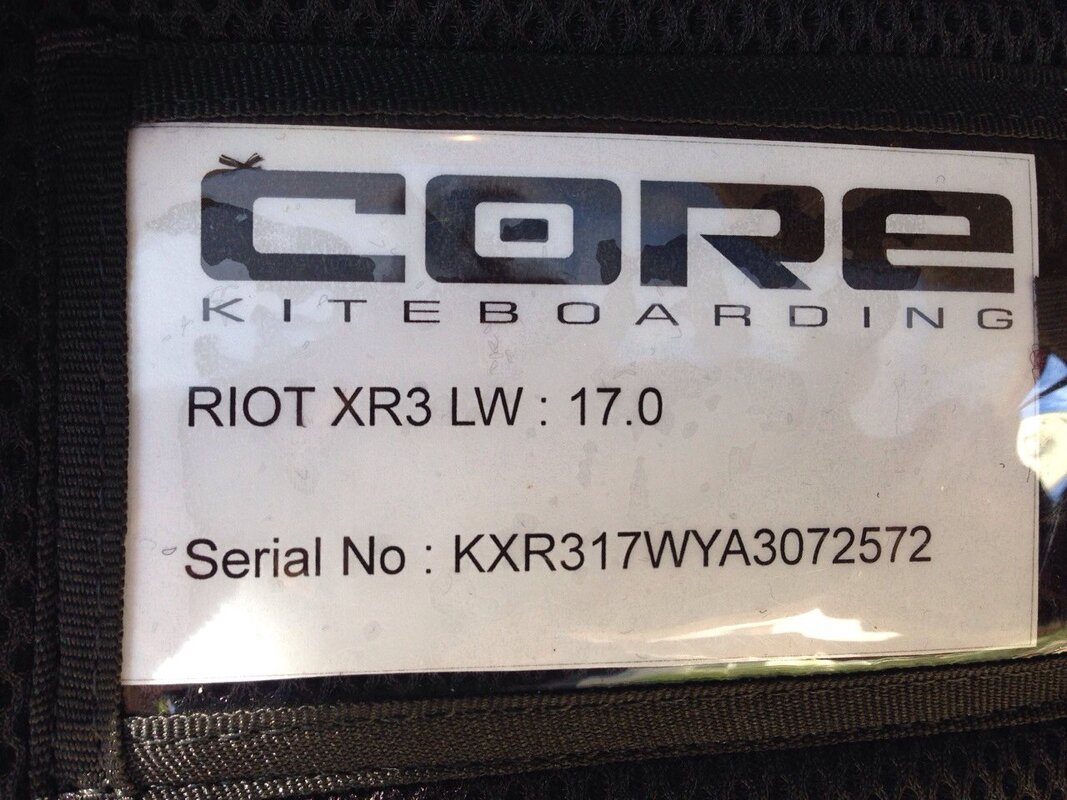 CORE
KITEBOARDING
RIOT XR3 LW : 17.0
Serial No : KXR317WYA3072572